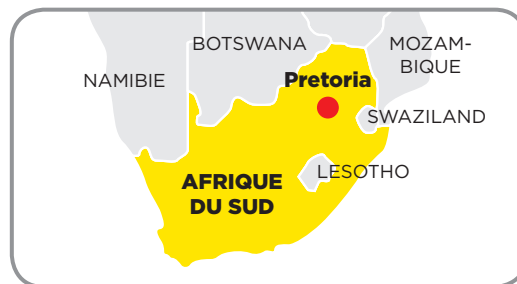 BOTSWANA
MOZAM-
BIQUE
NAMIBIE
Pretoria
SWAZILAND
LESOTHO
AFRIQUE
DU SUD